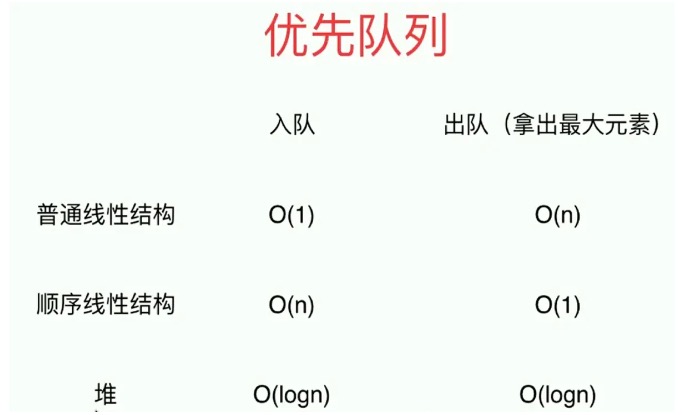 优先队列
入队 出队（拿出最大元素）
普通线性结构 O(1) O(n)
顺序线性结构 O(n) O(1)
堆 O(logn) O(logn)